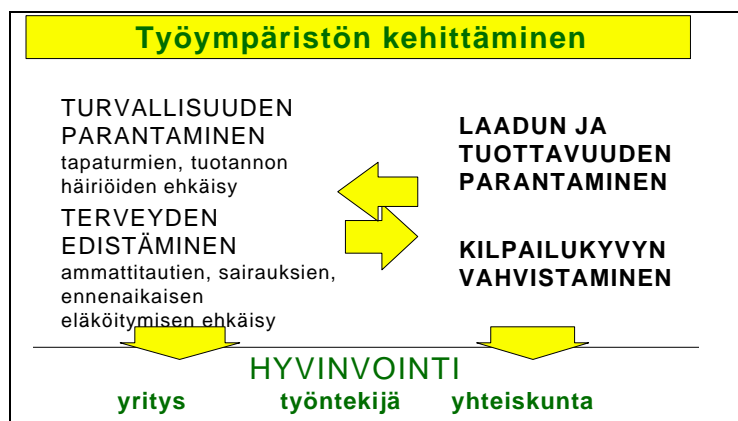 Työympäristön kehittäminen
TURVALLISUUDEN
PARANTAMINEN
tapaturmien, tuotannon
häiriöiden ehkäisy
TERVEYDEN
EDISTÄMINEN
ammattitautien, sairauksien,
ennenaikaisen
eläköitymisen ehkäisy
LAADUN JA
TUOTTAVUUDEN
PARANTAMINEN
KILPAILUKYVYN
VAHVISTAMINEN
HYVINVOINTI
yritys työntekijä yhteiskunta